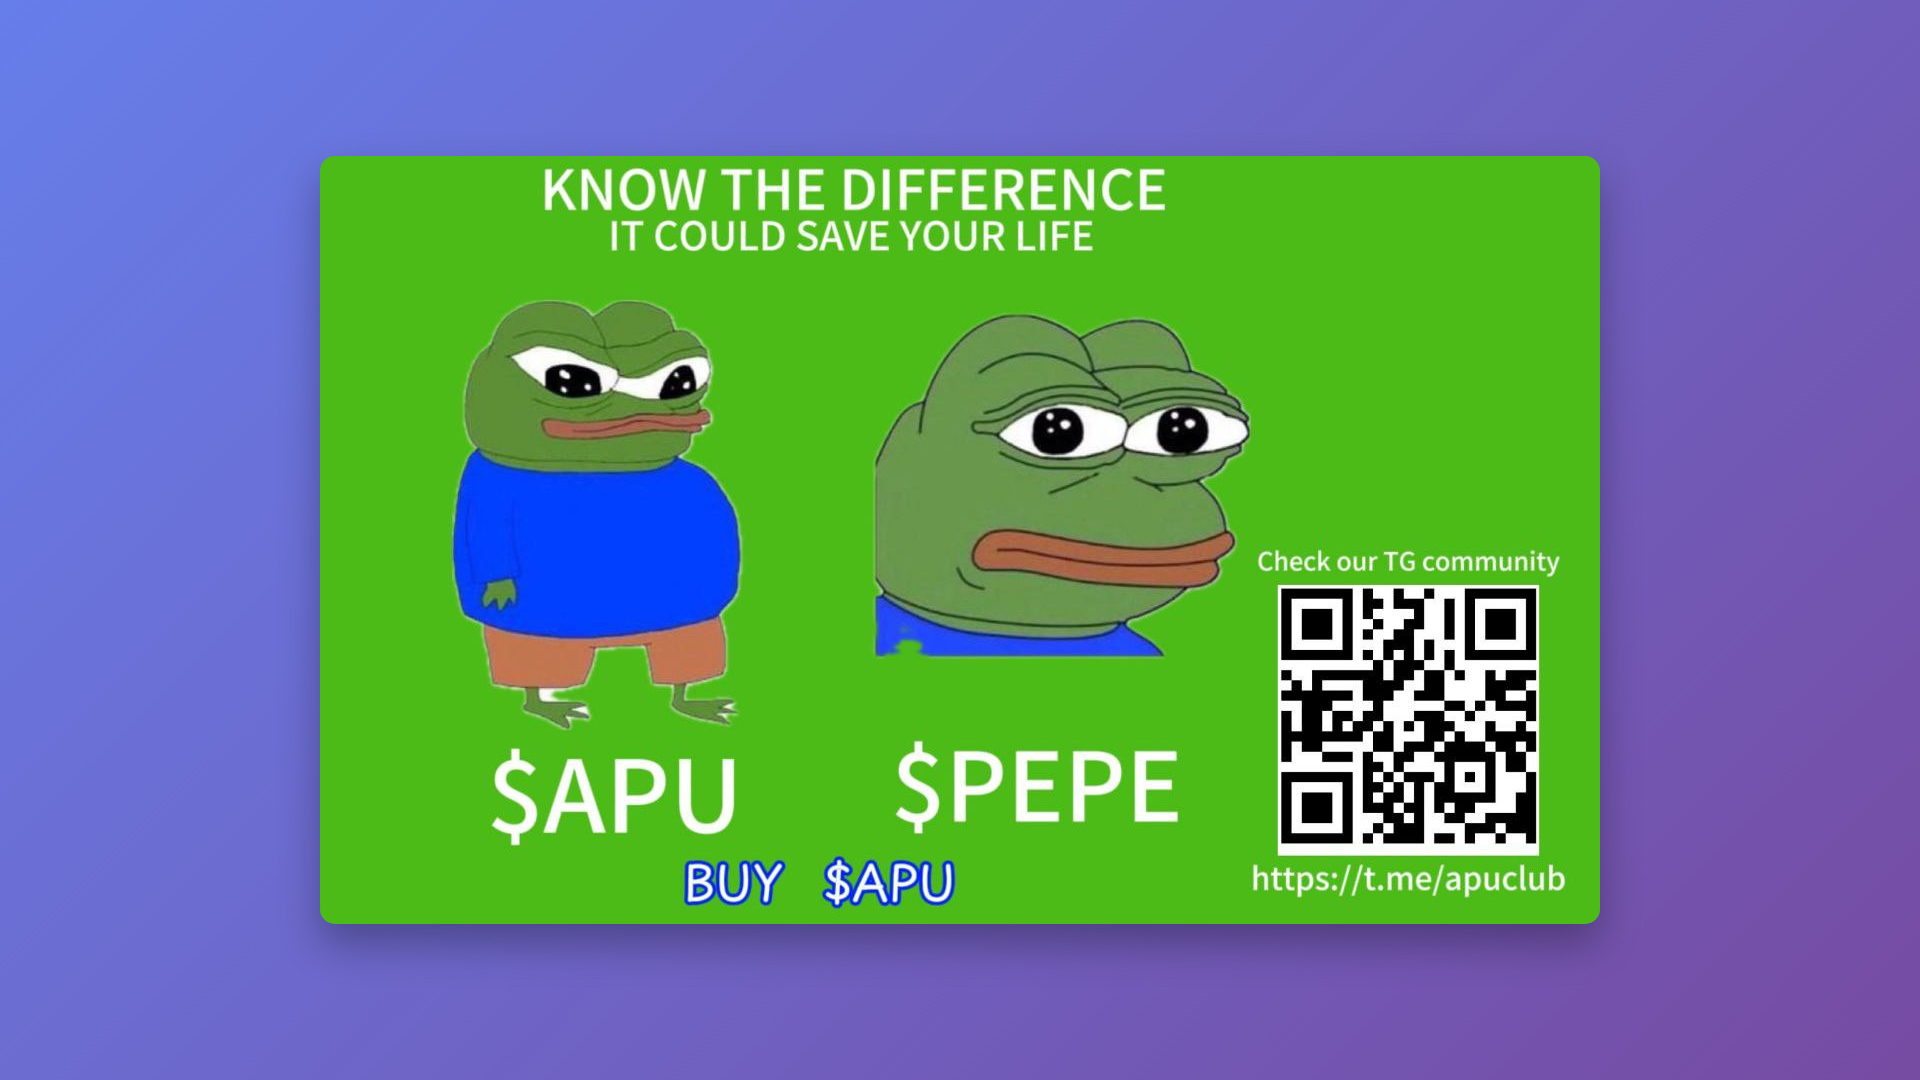 KNOW THE DIFFERENCE
IT COULD SAVE YOUR LIFE
$APU
$PEPE
BUY $APU
Check our TG community
https://t.me/apuclub